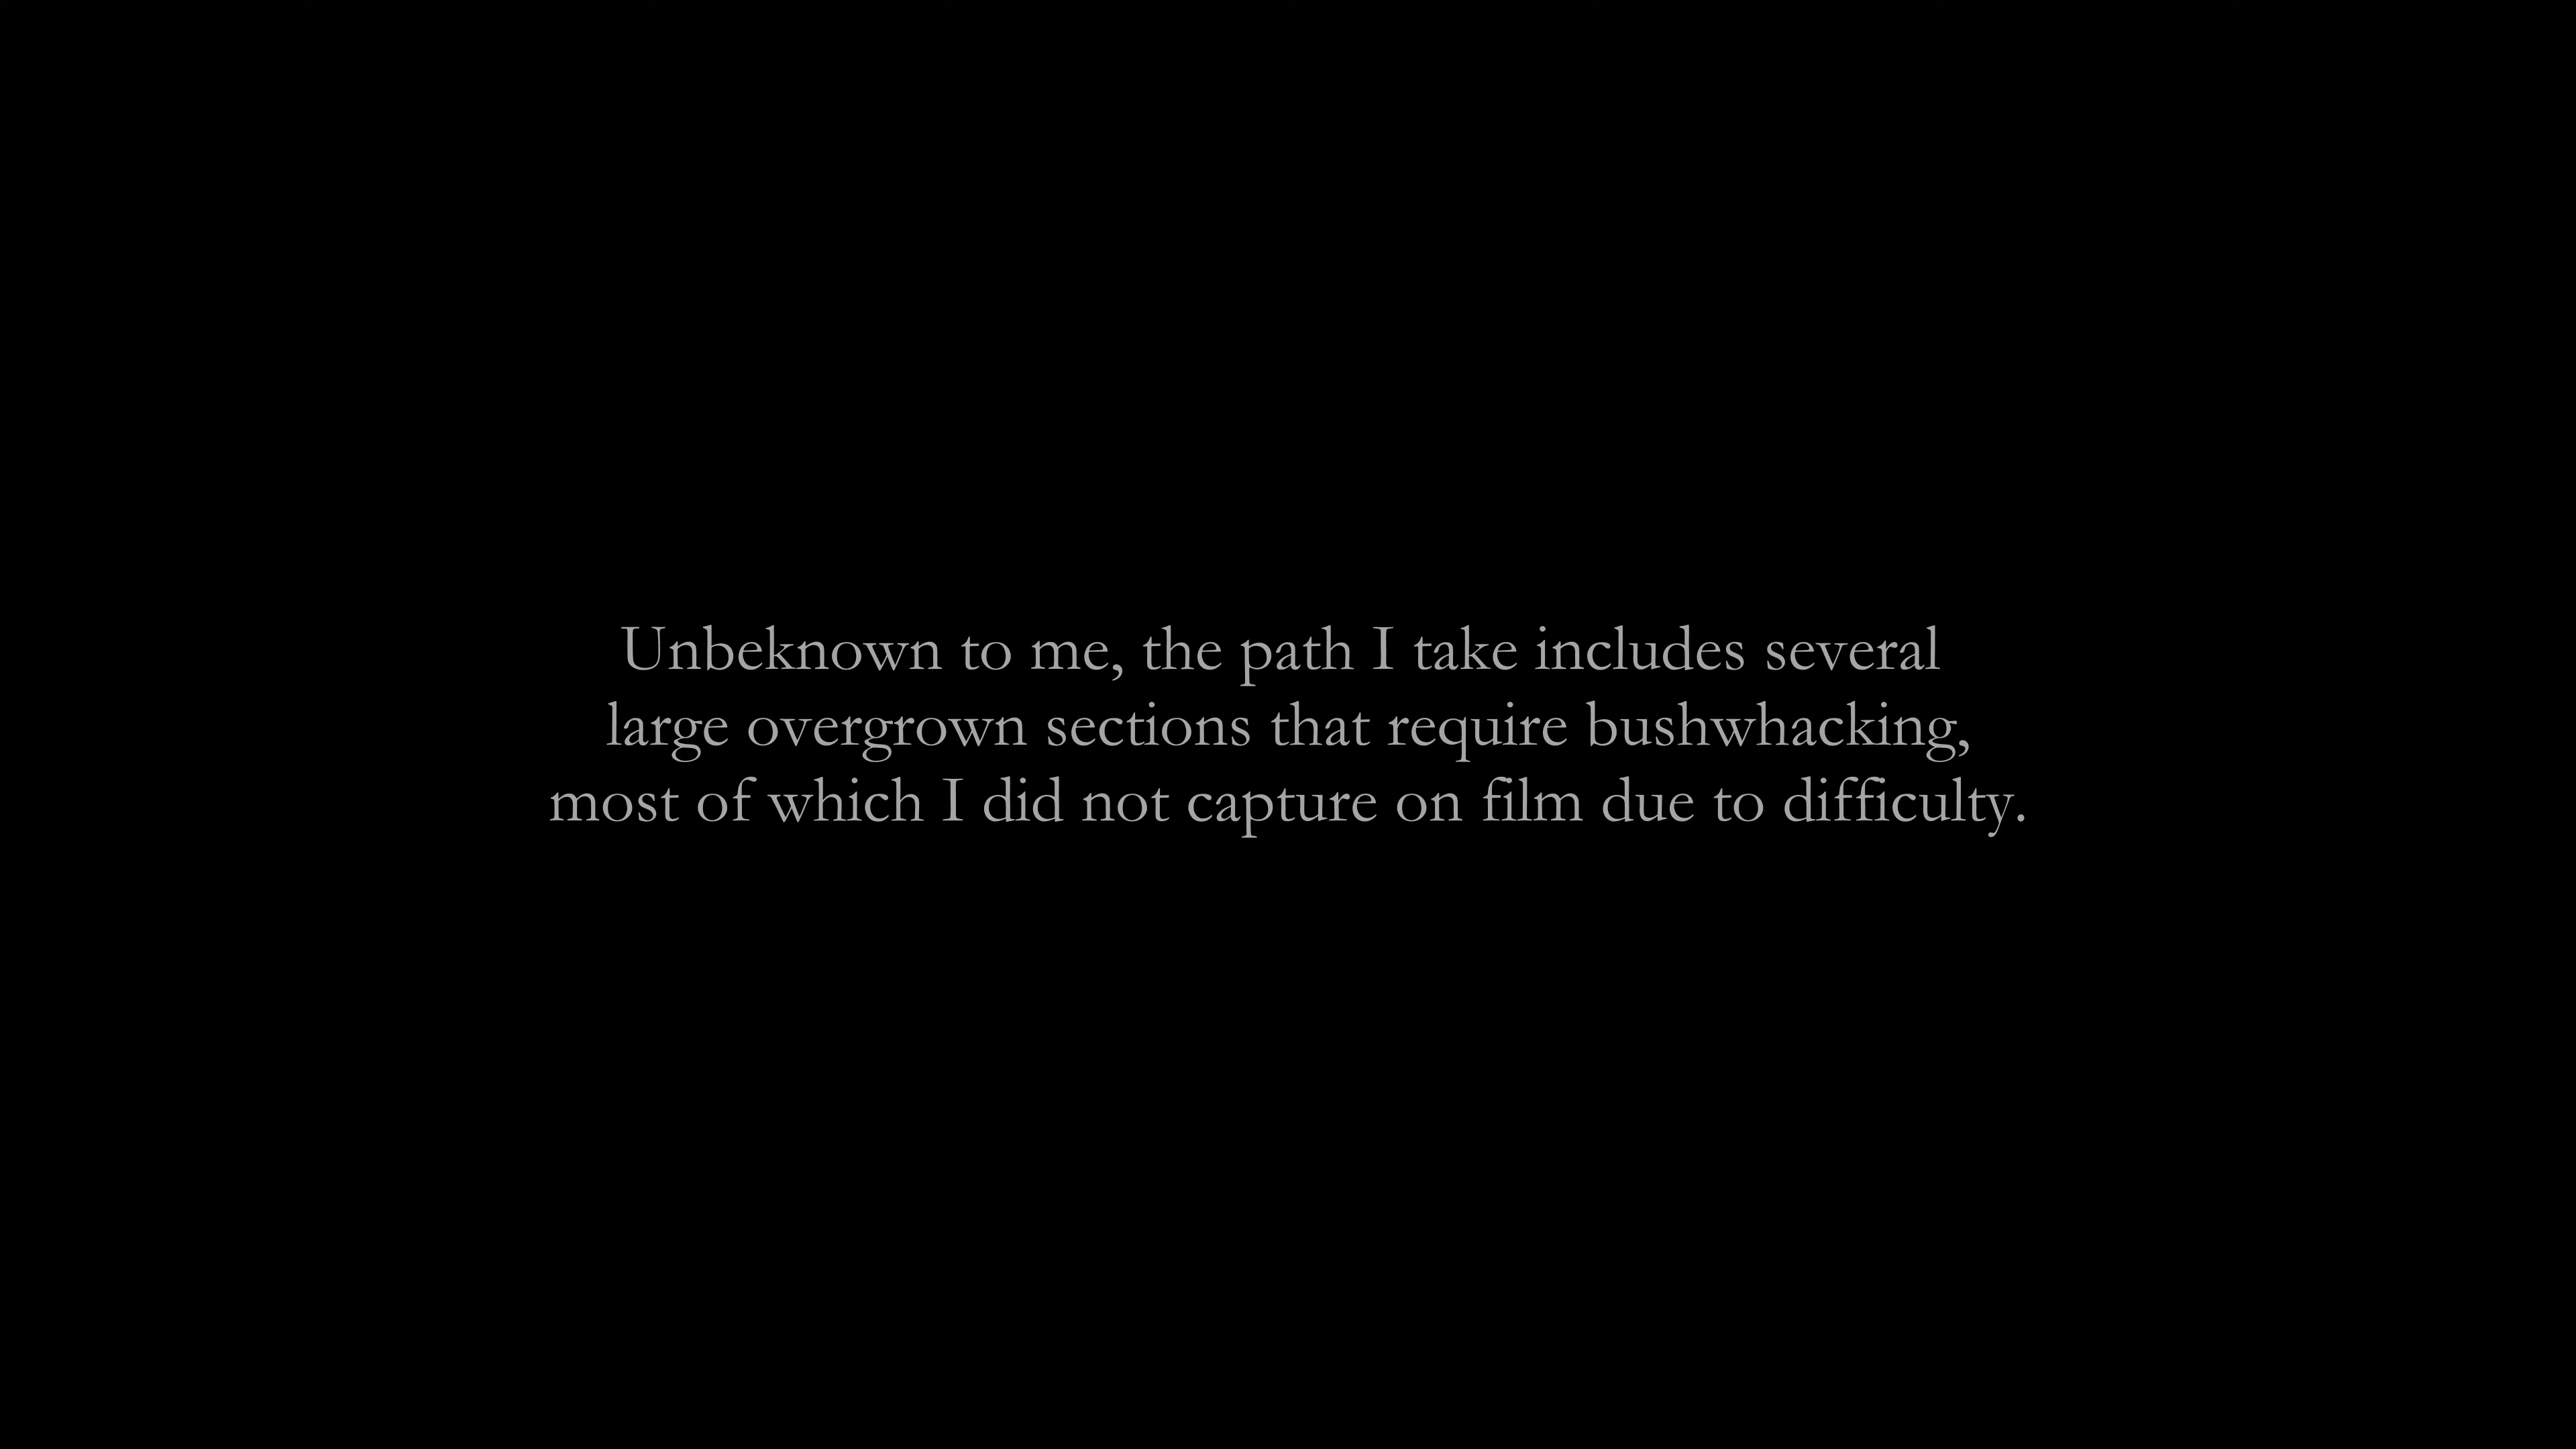 Unbeknown to me, the path I take includes several
large overgrown sections that require bushwhacking,
most of which I did not capture on film due to difficulty.